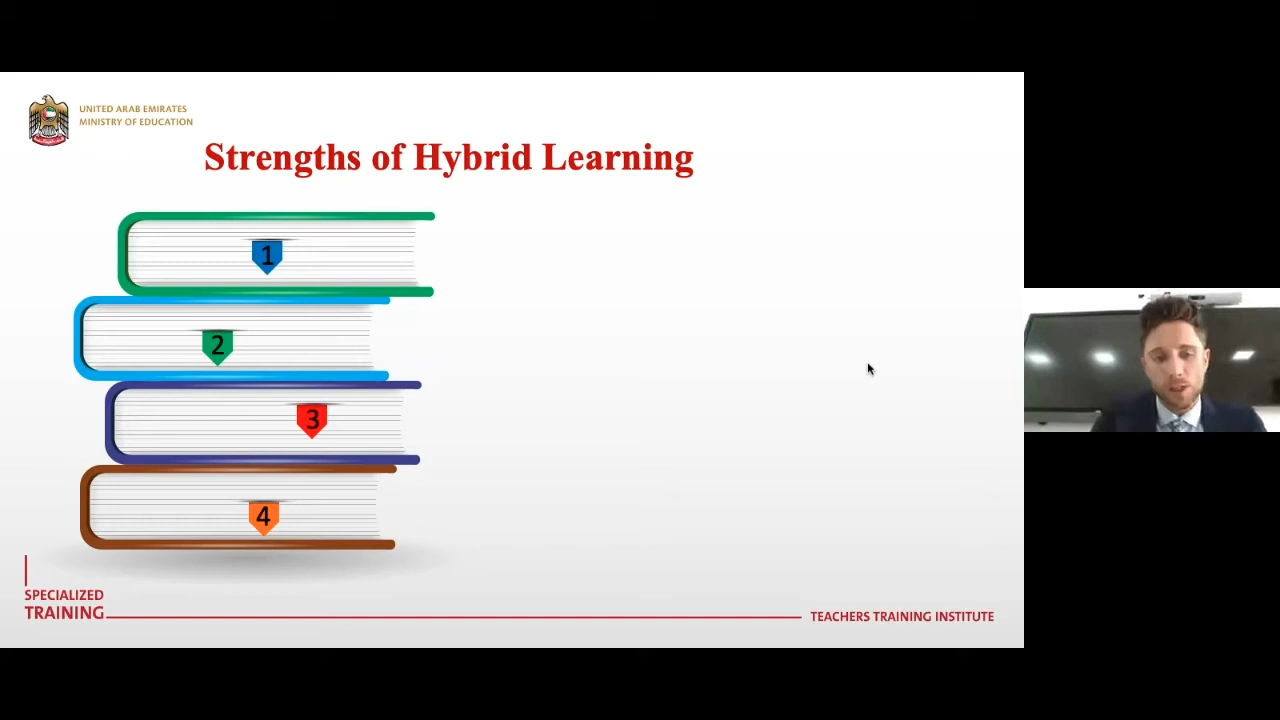 UNITED ARAB EMIRATES
MINISTRY OF EDUCATION
Strengths of Hybrid Learning
1
2
3
4
SPECIALIZED
TRAINING
TEACHERS TRAINING INSTITUTE